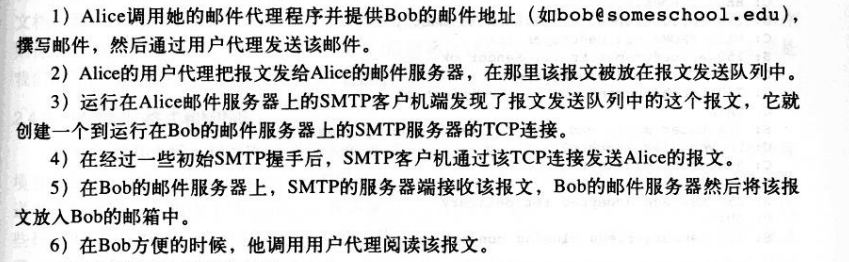 1）Alice调用她的邮件代理程序并提供Bob的邮件地址（如bob@someschool.edu），
撰写邮件，然后通过用户代理发送该邮件。
2）Alice的用户代理把报文发给Alice的邮件服务器，在那里该报文被放在报文发送队列中。
3）运行在Alice邮件服务器上的SMTP客户机端发现了报文发送队列中的这个报文，它就
创建一个到运行在Bob的邮件服务器上的SMTP服务器的TCP连接。
4）在经过一些初始SMTP握手后，SMTP客户机通过该TCP连接发送Alice的报文。
5）在Bob的邮件服务器上，SMTP的服务器端接收该报文，Bob的邮件服务器然后将该报
文放入Bob的邮箱中。
6）在Bob方便的时候，他调用用户代理阅读该报文。